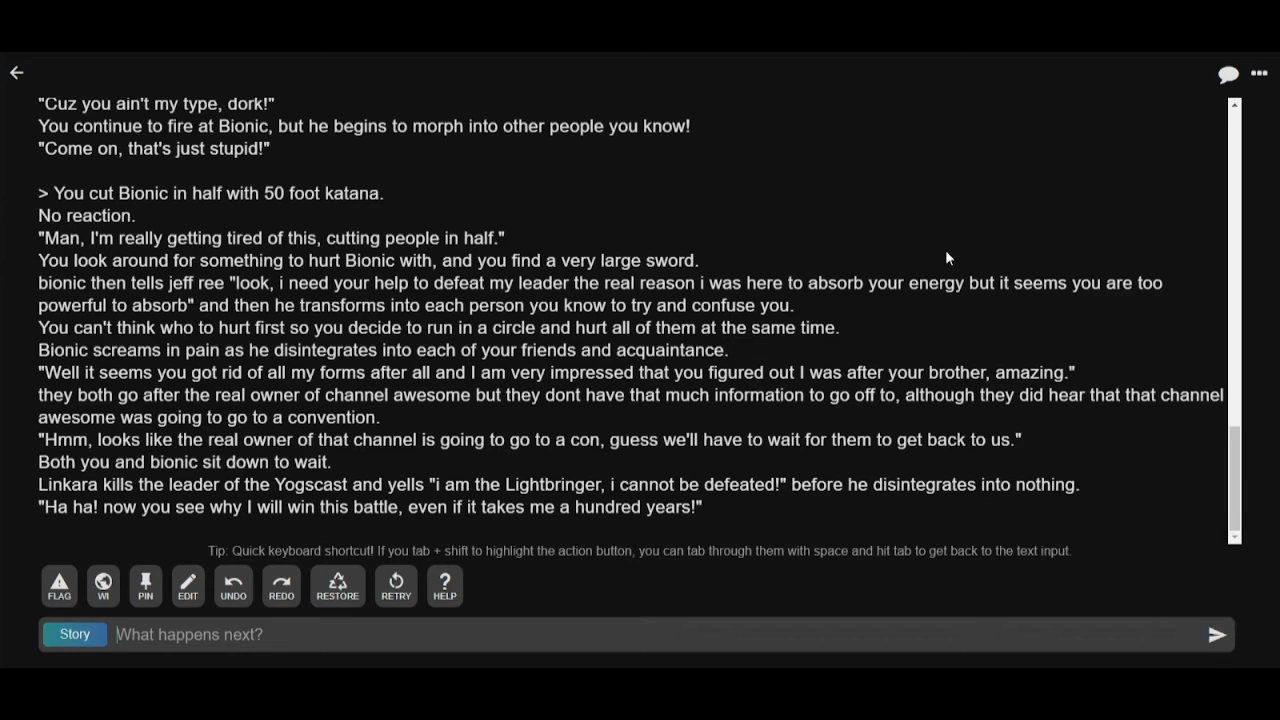 "Cuz you ain't my type, dork!"
You continue to fire at Bionic, but he begins to morph into other people you know!
"Come on, that's just stupid!"
> You cut Bionic in half with 50 foot katana.
No reaction.
"Man, I'm really getting tired of this, cutting people in half."
You look around for something to hurt Bionic with, and you find a very large sword.
bionic then tells jeff ree "look, i need your help to defeat my leader the real reason i was here to absorb your energy but it seems you are too
powerful to absorb" and then he transforms into each person you know to try and confuse you.
You can't think who to hurt first so you decide to run in a circle and hurt all of them at the same time.
Bionic screams in pain as he disintegrates into each of your friends and acquaintance.
"Well it seems you got rid of all my forms after all and I am very impressed that you figured out I was after your brother, amazing."
they both go after the real owner of channel awesome but they dont have that much information to go off to, although they did hear that that channel
awesome was going to go to a convention.
"Hmm, looks like the real owner of that channel is going to go to a con, guess we'll have to wait for them to get back to us."
Both you and bionic sit down to wait.
Linkara kills the leader of the Yogscast and yells "i am the Lightbringer, i cannot be defeated!" before he disintegrates into nothing.
"Ha ha! now you see why I will win this battle, even if it takes me a hundred years!"
Tip: Quick keyboard shortcut! If you tab + shift to highlight the action button, you can tab through them with space and hit tab to get back to the text input.
FLAG WI PIN EDIT UNDO REDO RESTORE RETRY HELP
Story What happens next?